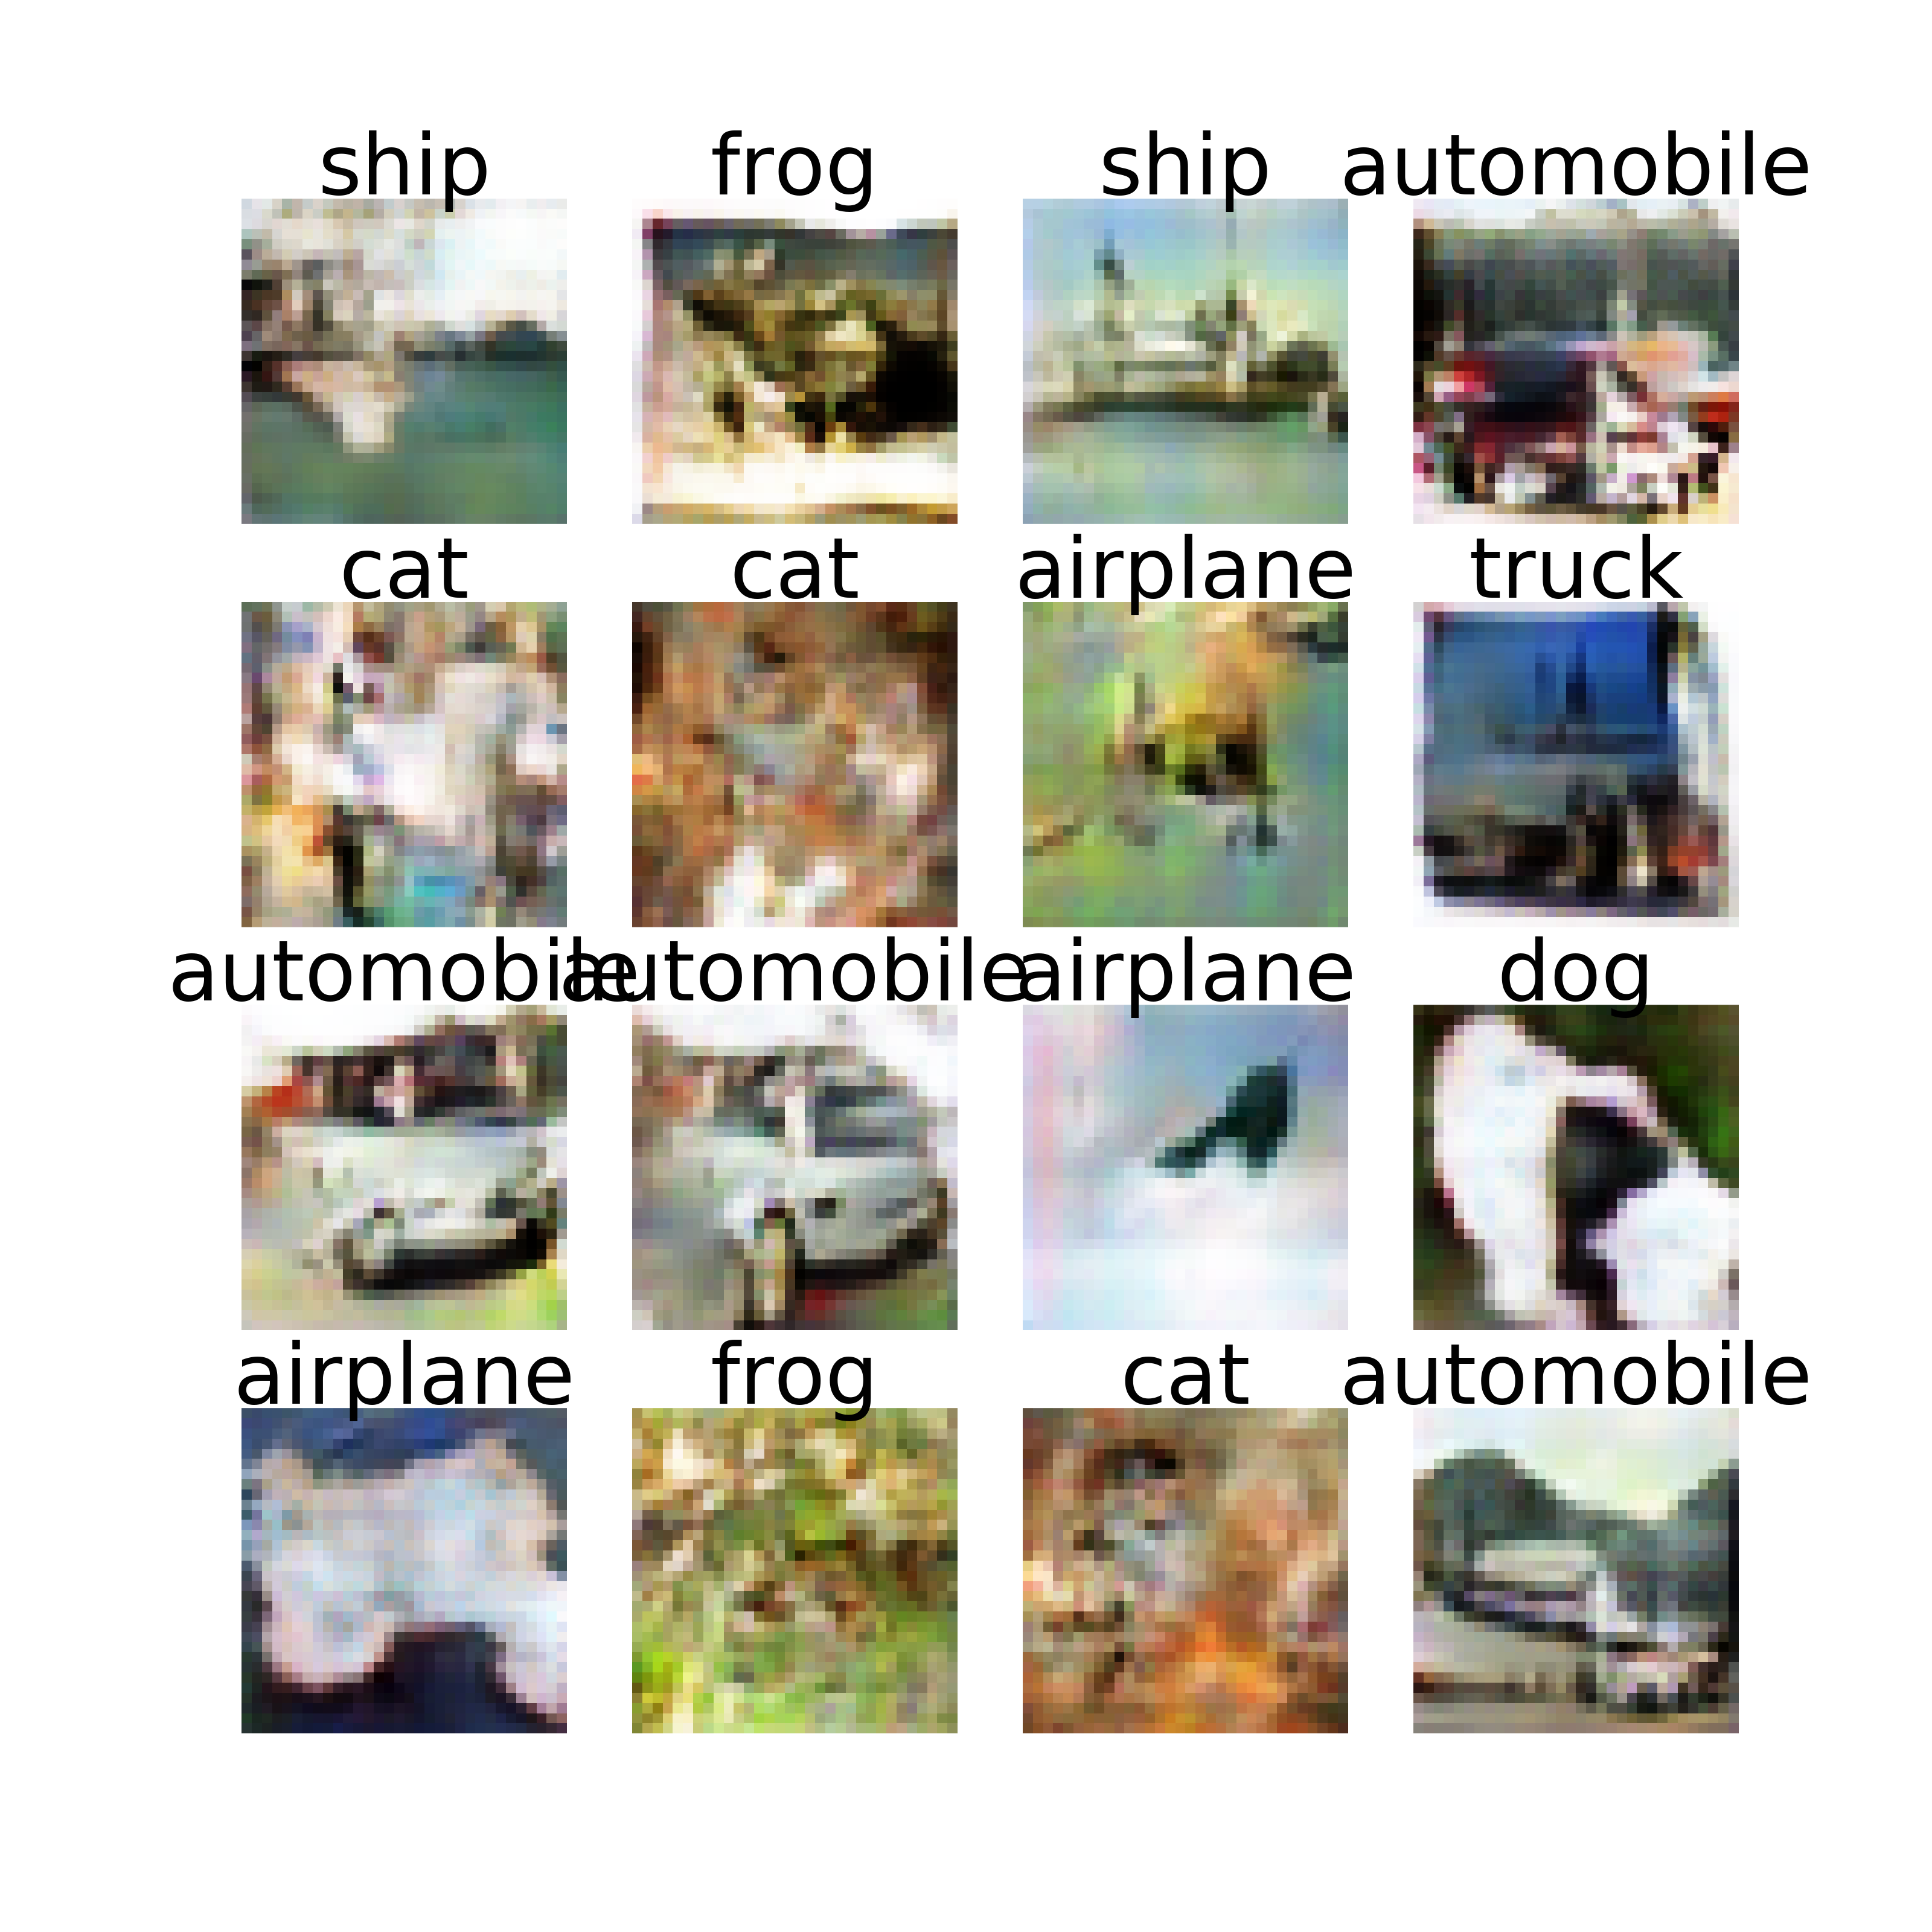 ship frog ship automobile
cat cat airplane truck
automobile automobile airplane dog
airplane frog cat automobile